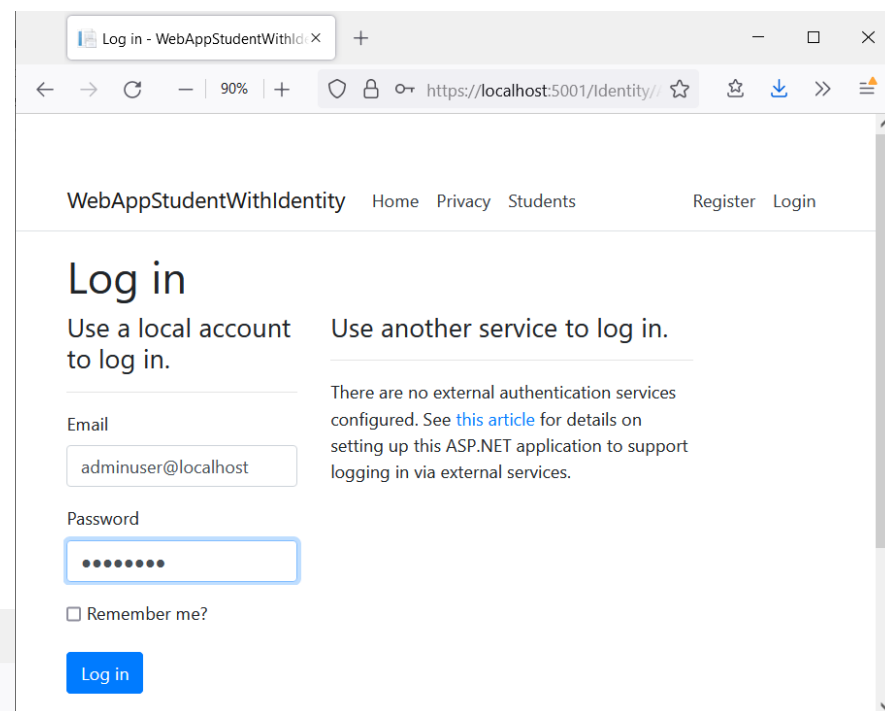 Log in - WebAppStudentWithIde
90%
https://localhost:5001/Identity/
WebAppStudentWithIdentity Home Privacy Students Register Login
Log in
Use a local account
to log in.
Email
adminuser@localhost
Password
●●●●●●●●
Remember me?
Log in
Use another service to log in.
There are no external authentication services
configured. See this article for details on
setting up this ASP.NET application to support
logging in via external services.